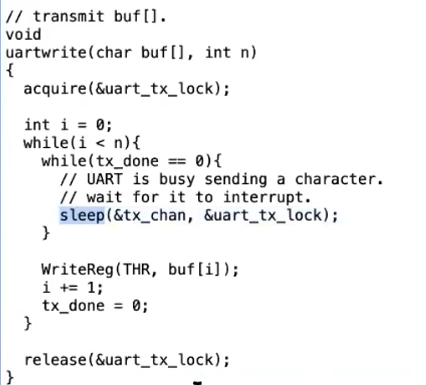 // transmit buf[].
void
uartwrite(char buf[], int n)
{
  acquire(&uart_tx_lock);

  int i = 0;
  while(i < n){
    while(tx_done == 0){
      // UART is busy sending a character.
      // wait for it to interrupt.
      sleep(&tx_chan, &uart_tx_lock);
    }

    WriteReg(THR, buf[i]);
    i += 1;
    tx_done = 0;
  }

  release(&uart_tx_lock);
}